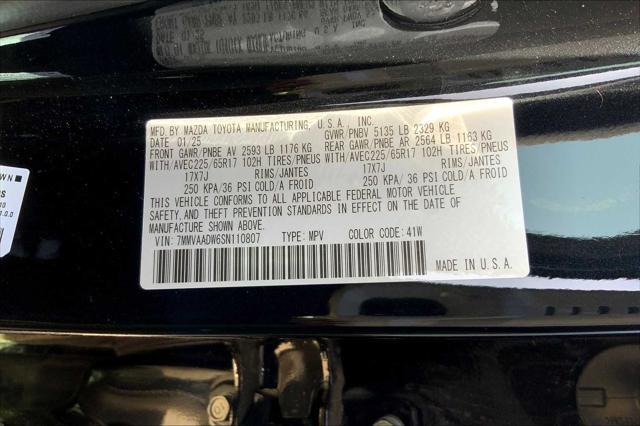 MFD.BY MAZDA TOYOTA MANUFACTURING, U.S.A., INC.
DATE 01/25 GVWR/PNBV 5135 LB 2329 KG
FRONT GAWR/PNBE AV 2593 LB 1176 KG REAR GAWR/PNBE AR 2564 LB 1163 KG
WITH/AVEC225/65R17 102H TIRES/PNEUS WITH/AVEC225/65R17 102H TIRES/PNEUS
17X7J RIMS/JANTES 17X7J RIMS/JANTES
250 KPA/36 PSI COLD/A FROID 250 KPA/36 PSI COLD/A FROID
THIS VEHICLE CONFORMS TO ALL APPLICABLE FEDERAL MOTOR VEHICLE
SAFETY, AND THEFT PREVENTION STANDARDS IN EFFECT ON THE DATE OF
MANUFACTURE SHOWN ABOVE.
VIN: 7MMVAADW6SN110807 TYPE: MPV COLOR CODE: 41W
MADE IN U.S.A.